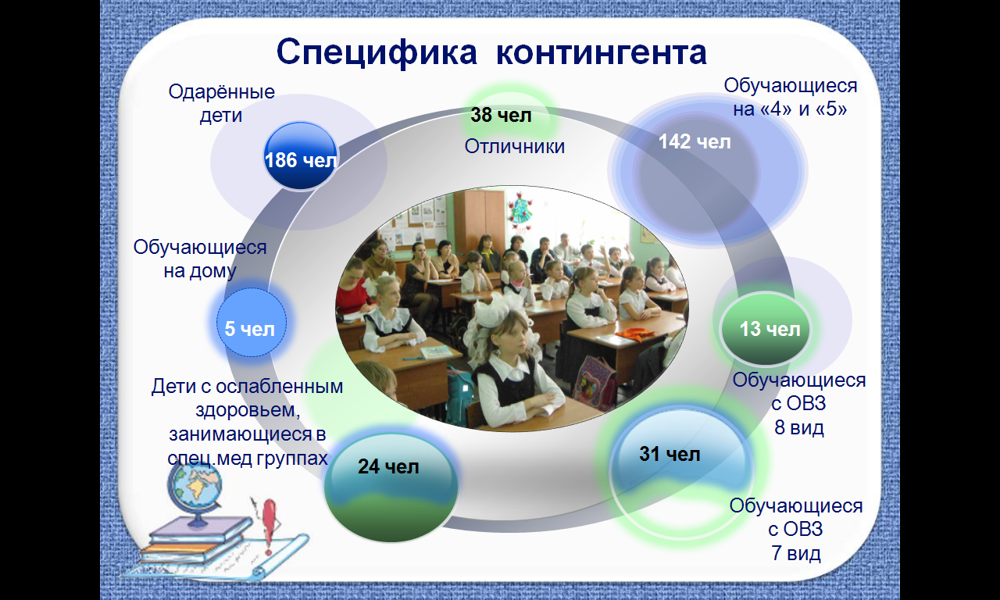 Специфика контингента
Одарённые
дети
186 чел
38 чел
Отличники
Обучающиеся
на «4» и «5»
142 чел
Обучающиеся
на дому
5 чел
13 чел
Обучающиеся
с ОВЗ
8 вид
Дети с ослабленным
здоровьем,
занимающиеся в
спец.мед группах
24 чел
31 чел
Обучающиеся
с ОВЗ
7 вид